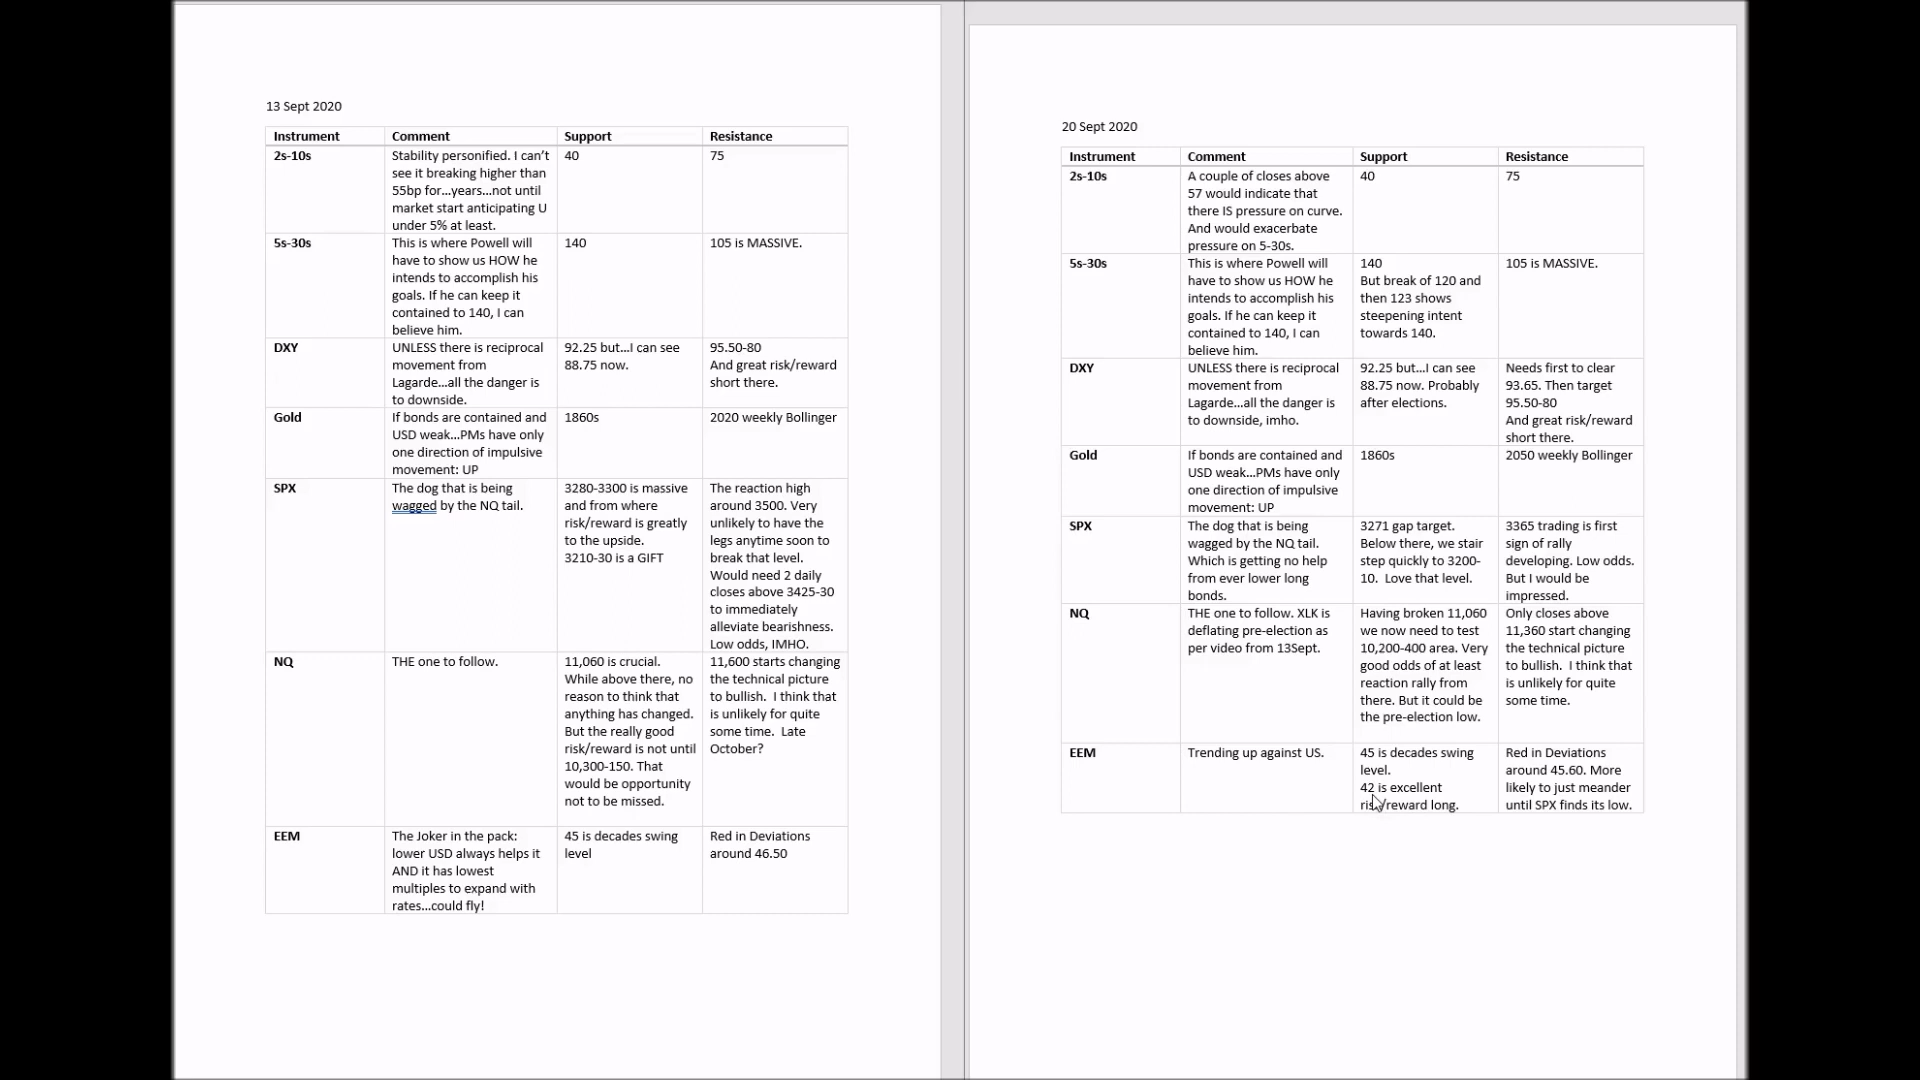 13 Sept 2020
Instrument Comment Support Resistance
2s-10s Stability personified. I can’t 40 75
see it breaking higher than
55bp for…years…not until
market start anticipating U
under 5% at least.
5s-30s This is where Powell will 140 105 is MASSIVE.
have to show us HOW he
intends to accomplish his
goals. If he can keep it
contained to 140, I can
believe him.
DXY UNLESS there is reciprocal 92.25 but…I can see 95.50-80
movement from 88.75 now. And great risk/reward
Lagarde…all the danger is short there.
to downside.
Gold If bonds are contained and 1860s 2020 weekly Bollinger
USD weak…PMs have only
one direction of impulsive
movement: UP
SPX The dog that is being 3280-3300 is massive The reaction high
wagged by the NQ tail. and from where around 3500. Very
risk/reward is greatly unlikely to have the
to the upside. legs anytime soon to
3210-30 is a GIFT break that level.
Would need 2 daily
closes above 3425-30
to immediately
alleviate bearishness.
Low odds, IMHO.
NQ THE one to follow. 11,060 is crucial. 11,600 starts changing
While above there, no the technical picture
reason to think that to bullish.  I think that
anything has changed. is unlikely for quite
But the really good some time.  Late
risk/reward is not until October?
10,300-150. That
would be opportunity
not to be missed.
EEM The Joker in the pack: 45 is decades swing Red in Deviations
lower USD always helps it level around 46.50
AND it has lowest
multiples to expand with
rates…could fly!
20 Sept 2020
Instrument Comment Support Resistance
2s-10s A couple of closes above 40 75
57 would indicate that
there IS pressure on curve.
And would exacerbate
pressure on 5-30s.
5s-30s This is where Powell will 140 105 is MASSIVE.
have to show us HOW he But break of 120 and
intends to accomplish his then 123 shows
goals. If he can keep it steepening intent
contained to 140, I can towards 140.
believe him.
DXY UNLESS there is reciprocal 92.25 but…I can see Needs first to clear
movement from 88.75 now. Probably 93.65. Then target
Lagarde…all the danger is after elections. 95.50-80
to downside, imho. And great risk/reward
short there.
Gold If bonds are contained and 1860s 2050 weekly Bollinger
USD weak…PMs have only
one direction of impulsive
movement: UP
SPX The dog that is being 3271 gap target. 3365 trading is first
wagged by the NQ tail. Below there, we stair sign of rally
Which is getting no help step quickly to 3200- developing. Low odds.
from ever lower long 10.  Love that level. But I would be
bonds. impressed.
NQ THE one to follow. XLK is Having broken 11,060 Only closes above
deflating pre-election as we now need to test 11,360 start changing
per video from 13Sept. 10,200-400 area. Very the technical picture
good odds of at least to bullish.  I think that
reaction rally from is unlikely for quite
there. But it could be some time.
the pre-election low.
EEM Trending up against US. 45 is decades swing Red in Deviations
level. around 45.60. More
42 is excellent likely to just meander
risk/reward long. until SPX finds its low.